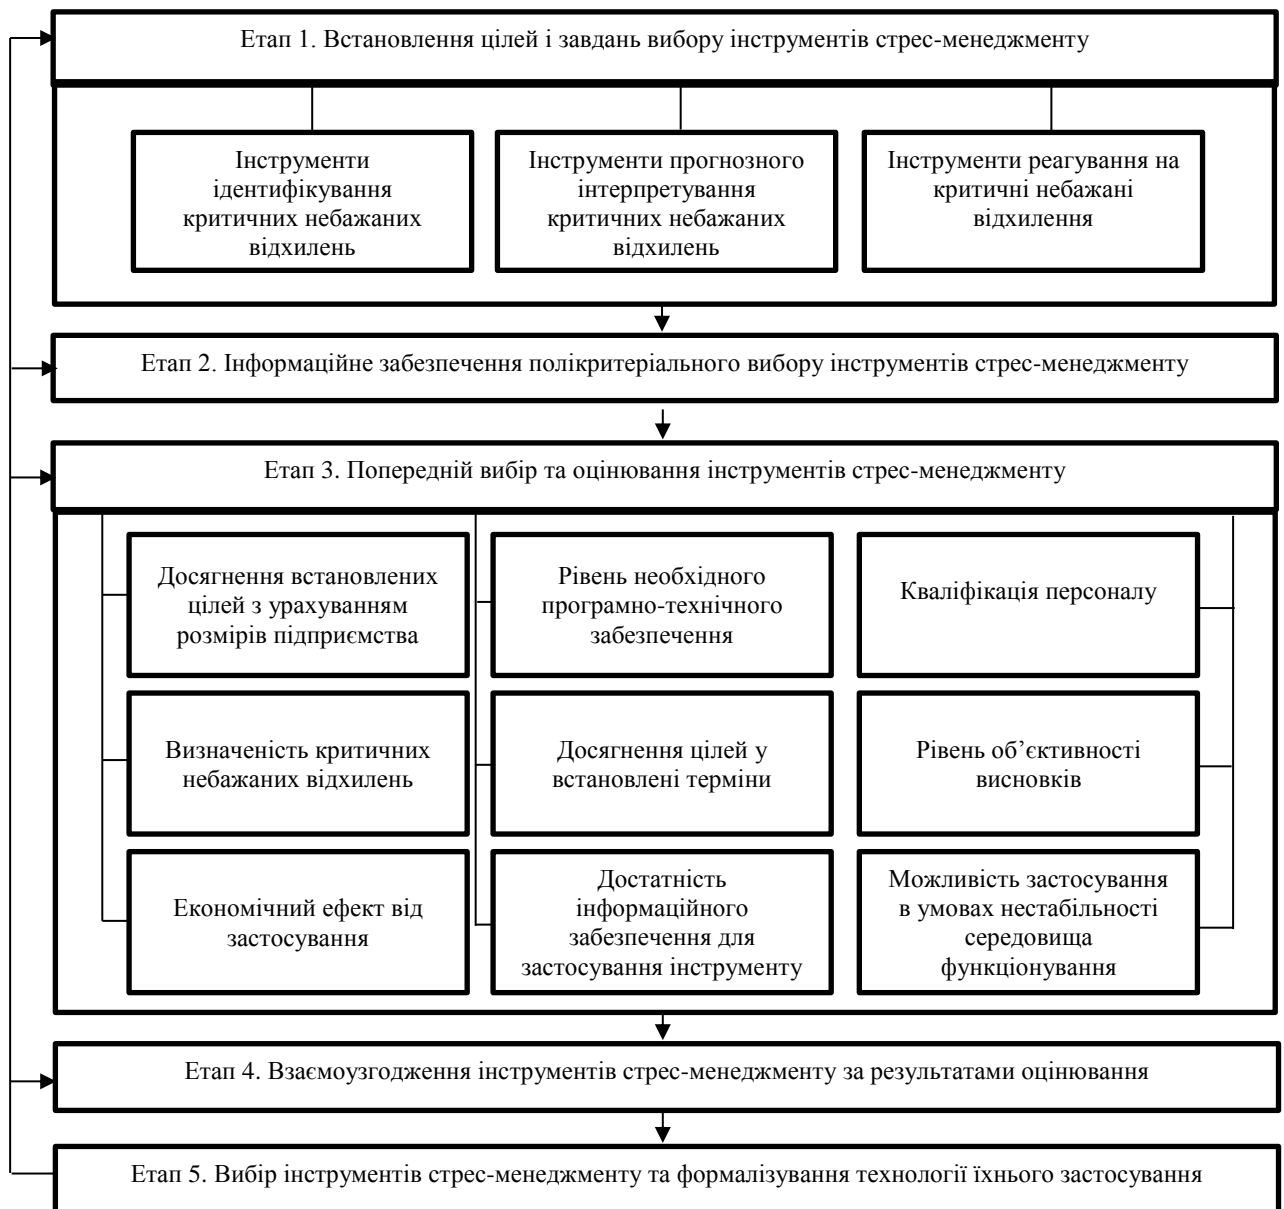 Етап 1. Встановлення цілей і завдань вибору інструментів стрес-менеджменту
Інструменти
ідентифікування
критичних небажаних
відхилень
Інструменти прогнозного
інтерпретування
критичних небажаних
відхилень
Інструменти реагування на
критичні небажані
відхилення
Етап 2. Інформаційне забезпечення полікритеріального вибору інструментів стрес-менеджменту
Етап 3. Попередній вибір та оцінювання інструментів стрес-менеджменту
Досягнення встановлених
цілей з урахуванням
розмірів підприємства
Рівень необхідного
програмно-технічного
забезпечення
Кваліфікація персоналу
Визначеність критичних
небажаних відхилень
Досягнення цілей у
встановлені терміни
Рівень об’єктивності
висновків
Економічний ефект від
застосування
Достатність
інформаційного
забезпечення для
застосування інструменту
Можливість застосування
в умовах нестабільності
середовища
функціонування
Етап 4. Взаємоузгодження інструментів стрес-менеджменту за результатами оцінювання
Етап 5. Вибір інструментів стрес-менеджменту та формалізування технології їхнього застосування